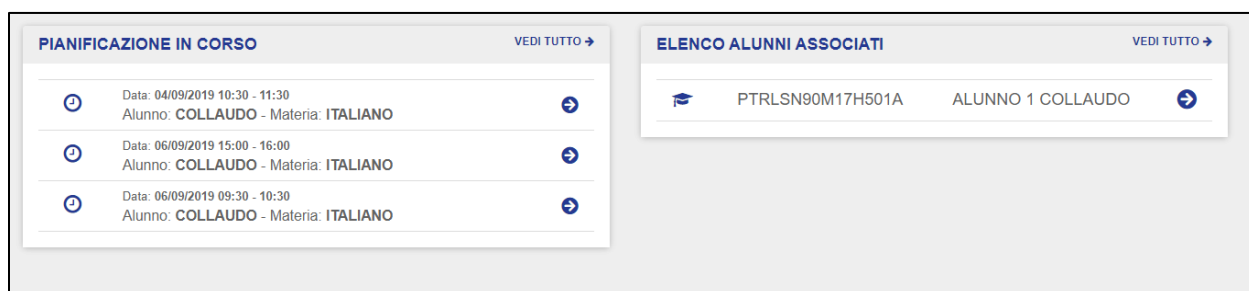 PIANIFICAZIONE IN CORSO
VEDI TUTTO →
Data: 04/09/2019 10:30 - 11:30
Alunno: COLLAUDO - Materia: ITALIANO
Data: 06/09/2019 15:00 - 16:00
Alunno: COLLAUDO - Materia: ITALIANO
Data: 06/09/2019 09:30 - 10:30
Alunno: COLLAUDO - Materia: ITALIANO
ELENCO ALUNNI ASSOCIATI
VEDI TUTTO →
PTRLSN90M17H501A ALUNNO 1 COLLAUDO